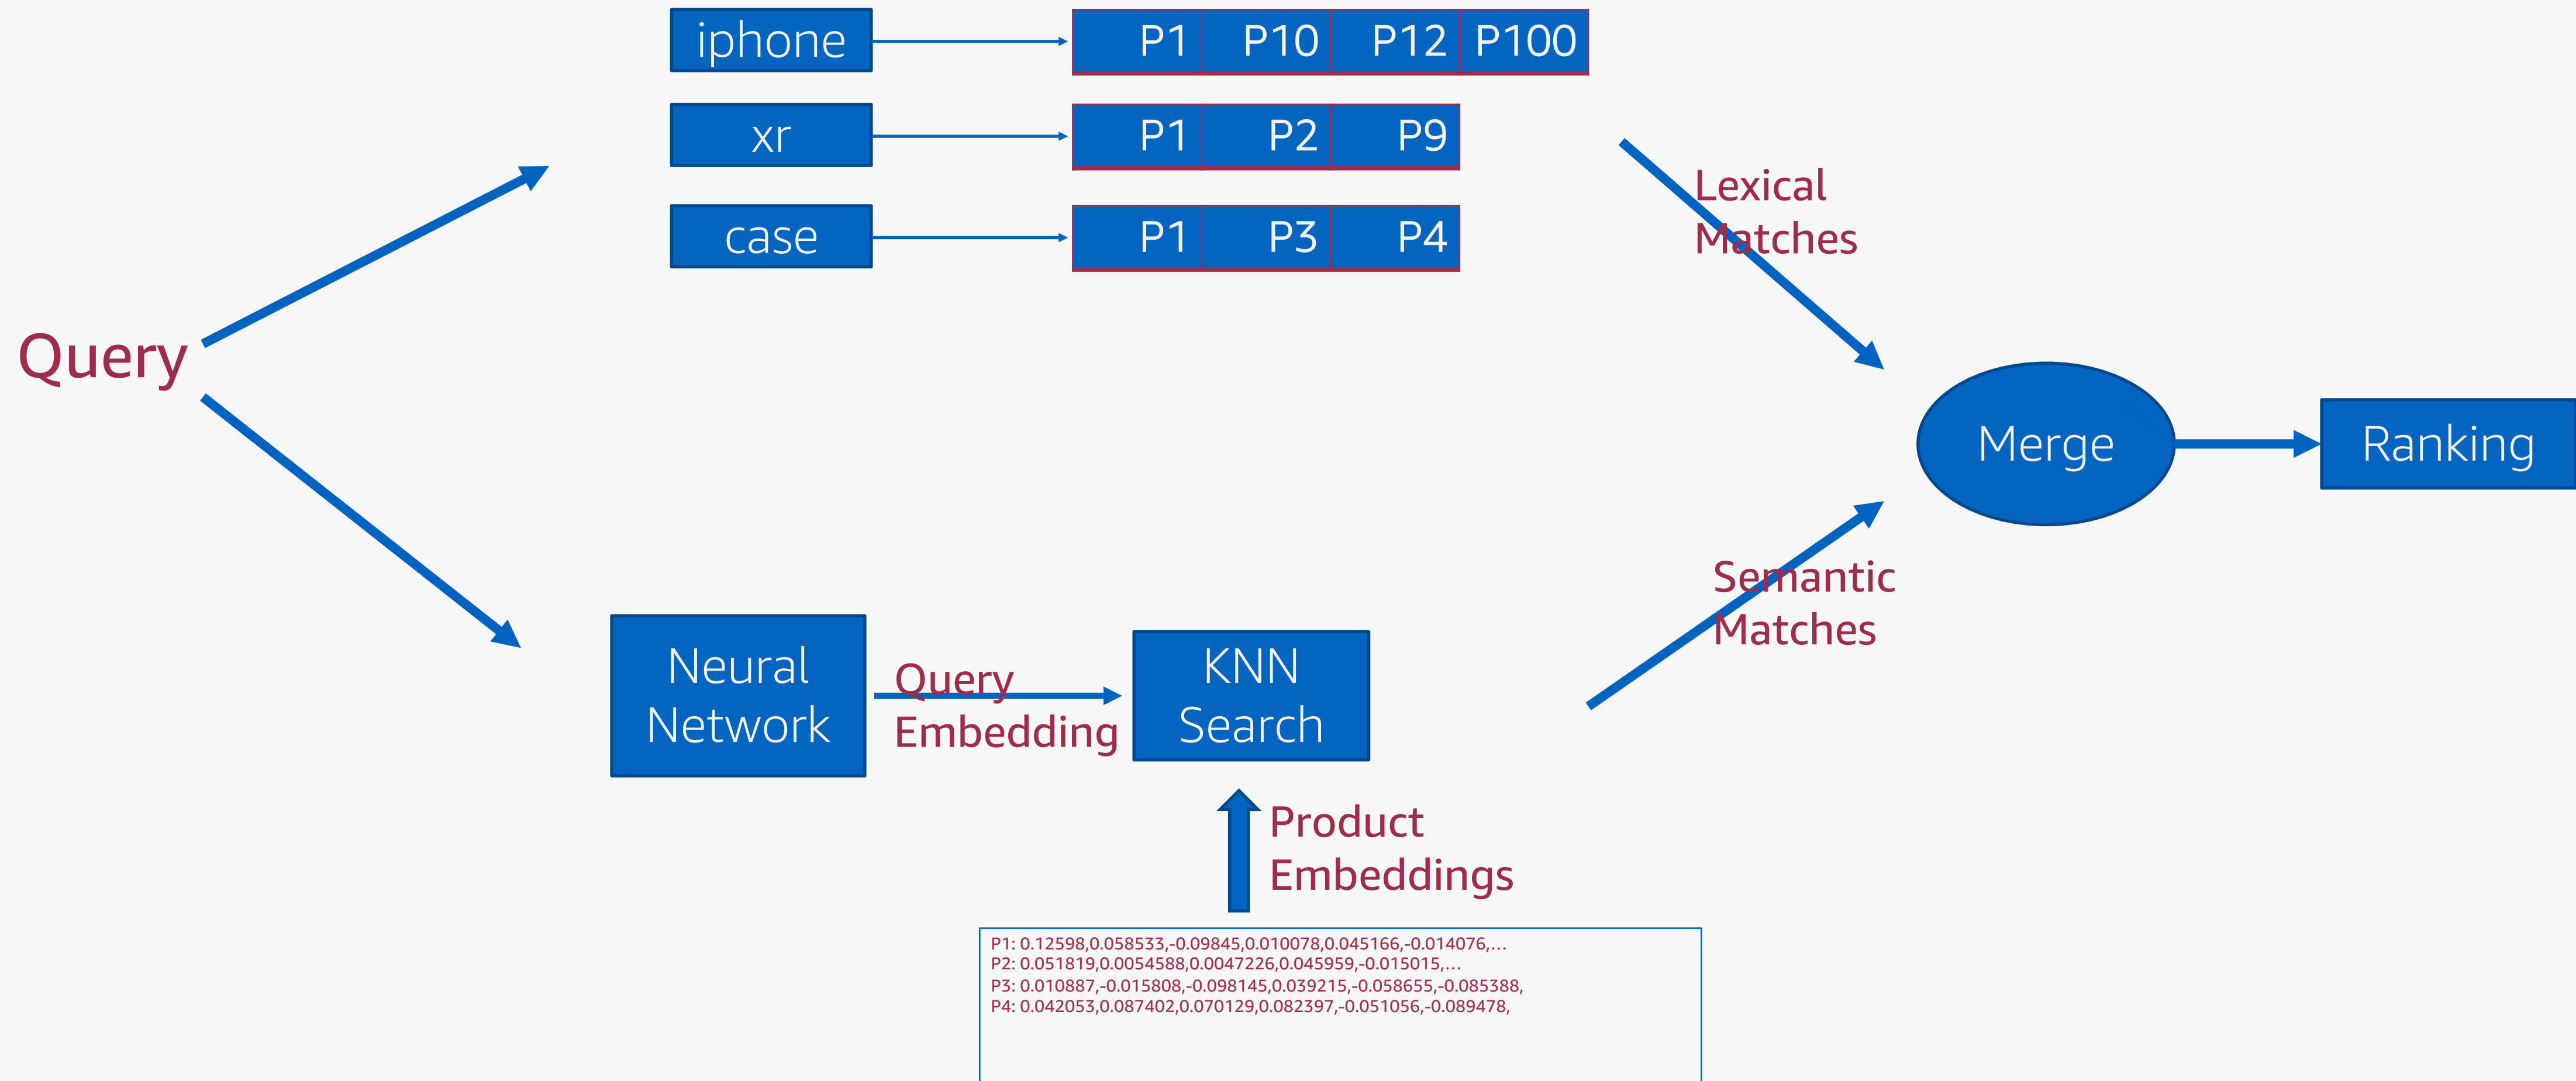 iphone
P1 P10 P12 P100
xr
P1 P2 P9
case
P1 P3 P4
Lexical
Matches
Query
Merge
Ranking
Semantic
Matches
Neural
Network
Query
Embedding
KNN
Search
Product
Embeddings
P1: 0.12598,0.058533,-0.09845,0.010078,0.045166,-0.014076,...
P2: 0.051819,0.0054588,0.0047226,0.045959,-0.015015,...
P3: 0.010887,-0.015808,-0.098145,0.039215,-0.058655,-0.085388,
P4: 0.042053,0.087402,0.070129,0.082397,-0.051056,-0.089478,